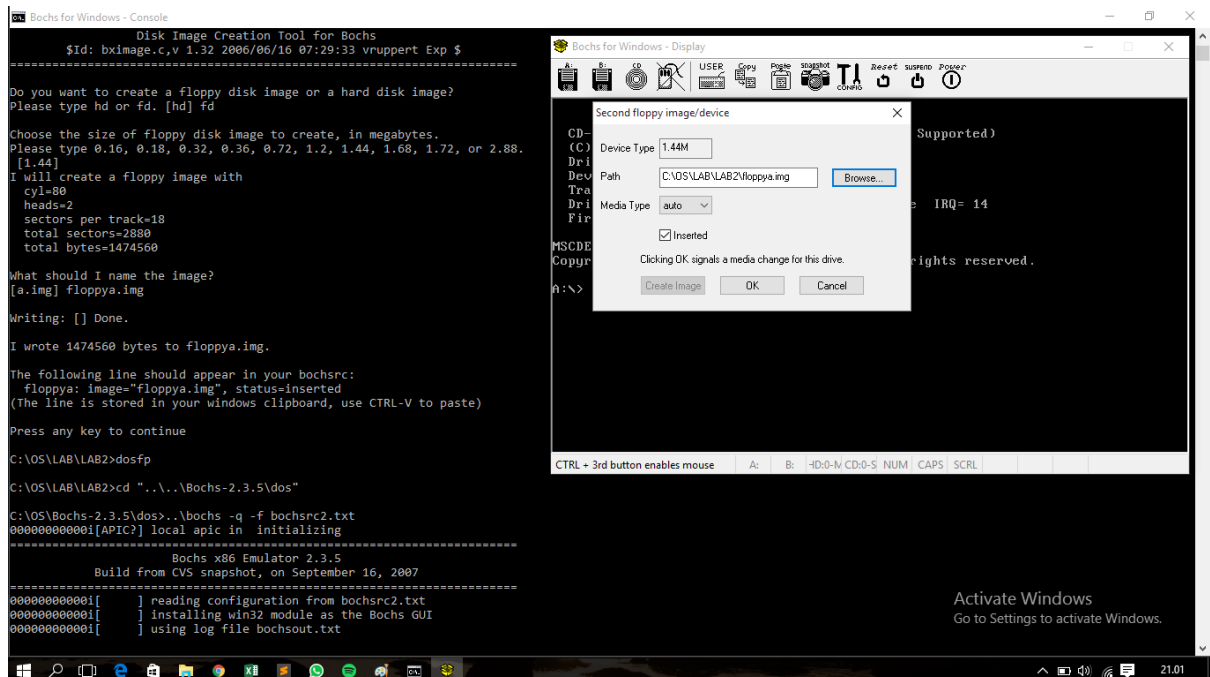 Bochs for Windows - Console
Disk Image Creation Tool for Bochs
$Id: bximage.c,v 1.32 2006/06/16 07:29:33 vruppert Exp $
========================================================================
Do you want to create a floppy disk image or a hard disk image?
Please type hd or fd. [hd] fd
Choose the size of floppy disk image to create, in megabytes.
Please type 0.16, 0.18, 0.32, 0.36, 0.72, 1.2, 1.44, 1.68, 1.72, or 2.88.
[1.44]
I will create a floppy image with
cyl=80
heads=2
sectors per track=18
total sectors=2880
total bytes=1474560
What should I name the image?
[a.img] floppya.img
Writing: [] Done.
I wrote 1474560 bytes to floppya.img.
The following line should appear in your bochsrc:
floppya: image="floppya.img", status=inserted
(The line is stored in your windows clipboard, use CTRL-V to paste)
Press any key to continue
C:\OS\LAB\LAB2>dosfp
C:\OS\LAB\LAB2>cd "..\..\Bochs-2.3.5\dos"
C:\OS\Bochs-2.3.5\dos>..\bochs -q -f bochsrc2.txt
00000000000i[APIC?] local apic in  initializing
========================================================================
Bochs x86 Emulator 2.3.5
Build from CVS snapshot, on September 16, 2007
========================================================================
00000000000i[     ] reading configuration from bochsrc2.txt
00000000000i[     ] installing win32 module as the Bochs GUI
00000000000i[     ] using log file bochsout.txt
Bochs for Windows - Display
A: B: CD USER Copy Paste snapshot CONFIG Reset SUSPEND Power
CD- Supported)
(C)
Dri
Dev
Tra
Dri e IRQ= 14
Fir
MSCDE
Copyr rights reserved.
A:\>
Second floppy image/device
Device Type 1.44M
Path C:\OS\LAB\LAB2\floppya.img Browse...
Media Type auto
Inserted
Clicking OK signals a media change for this drive.
Create Image OK Cancel
CTRL + 3rd button enables mouse A: B: HD:0-M CD:0-S NUM CAPS SCRL
Activate Windows
Go to Settings to activate Windows.
21.01